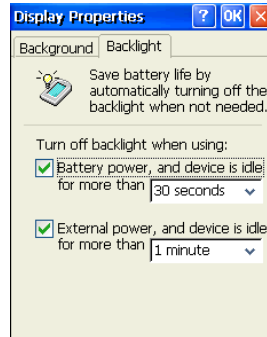 Display Properties ? OK ×
Background Backlight
Save battery life by
automatically turning off the
backlight when not needed.
Turn off backlight when using:
Battery power, and device is idle
for more than 30 seconds
External power, and device is idle
for more than 1 minute